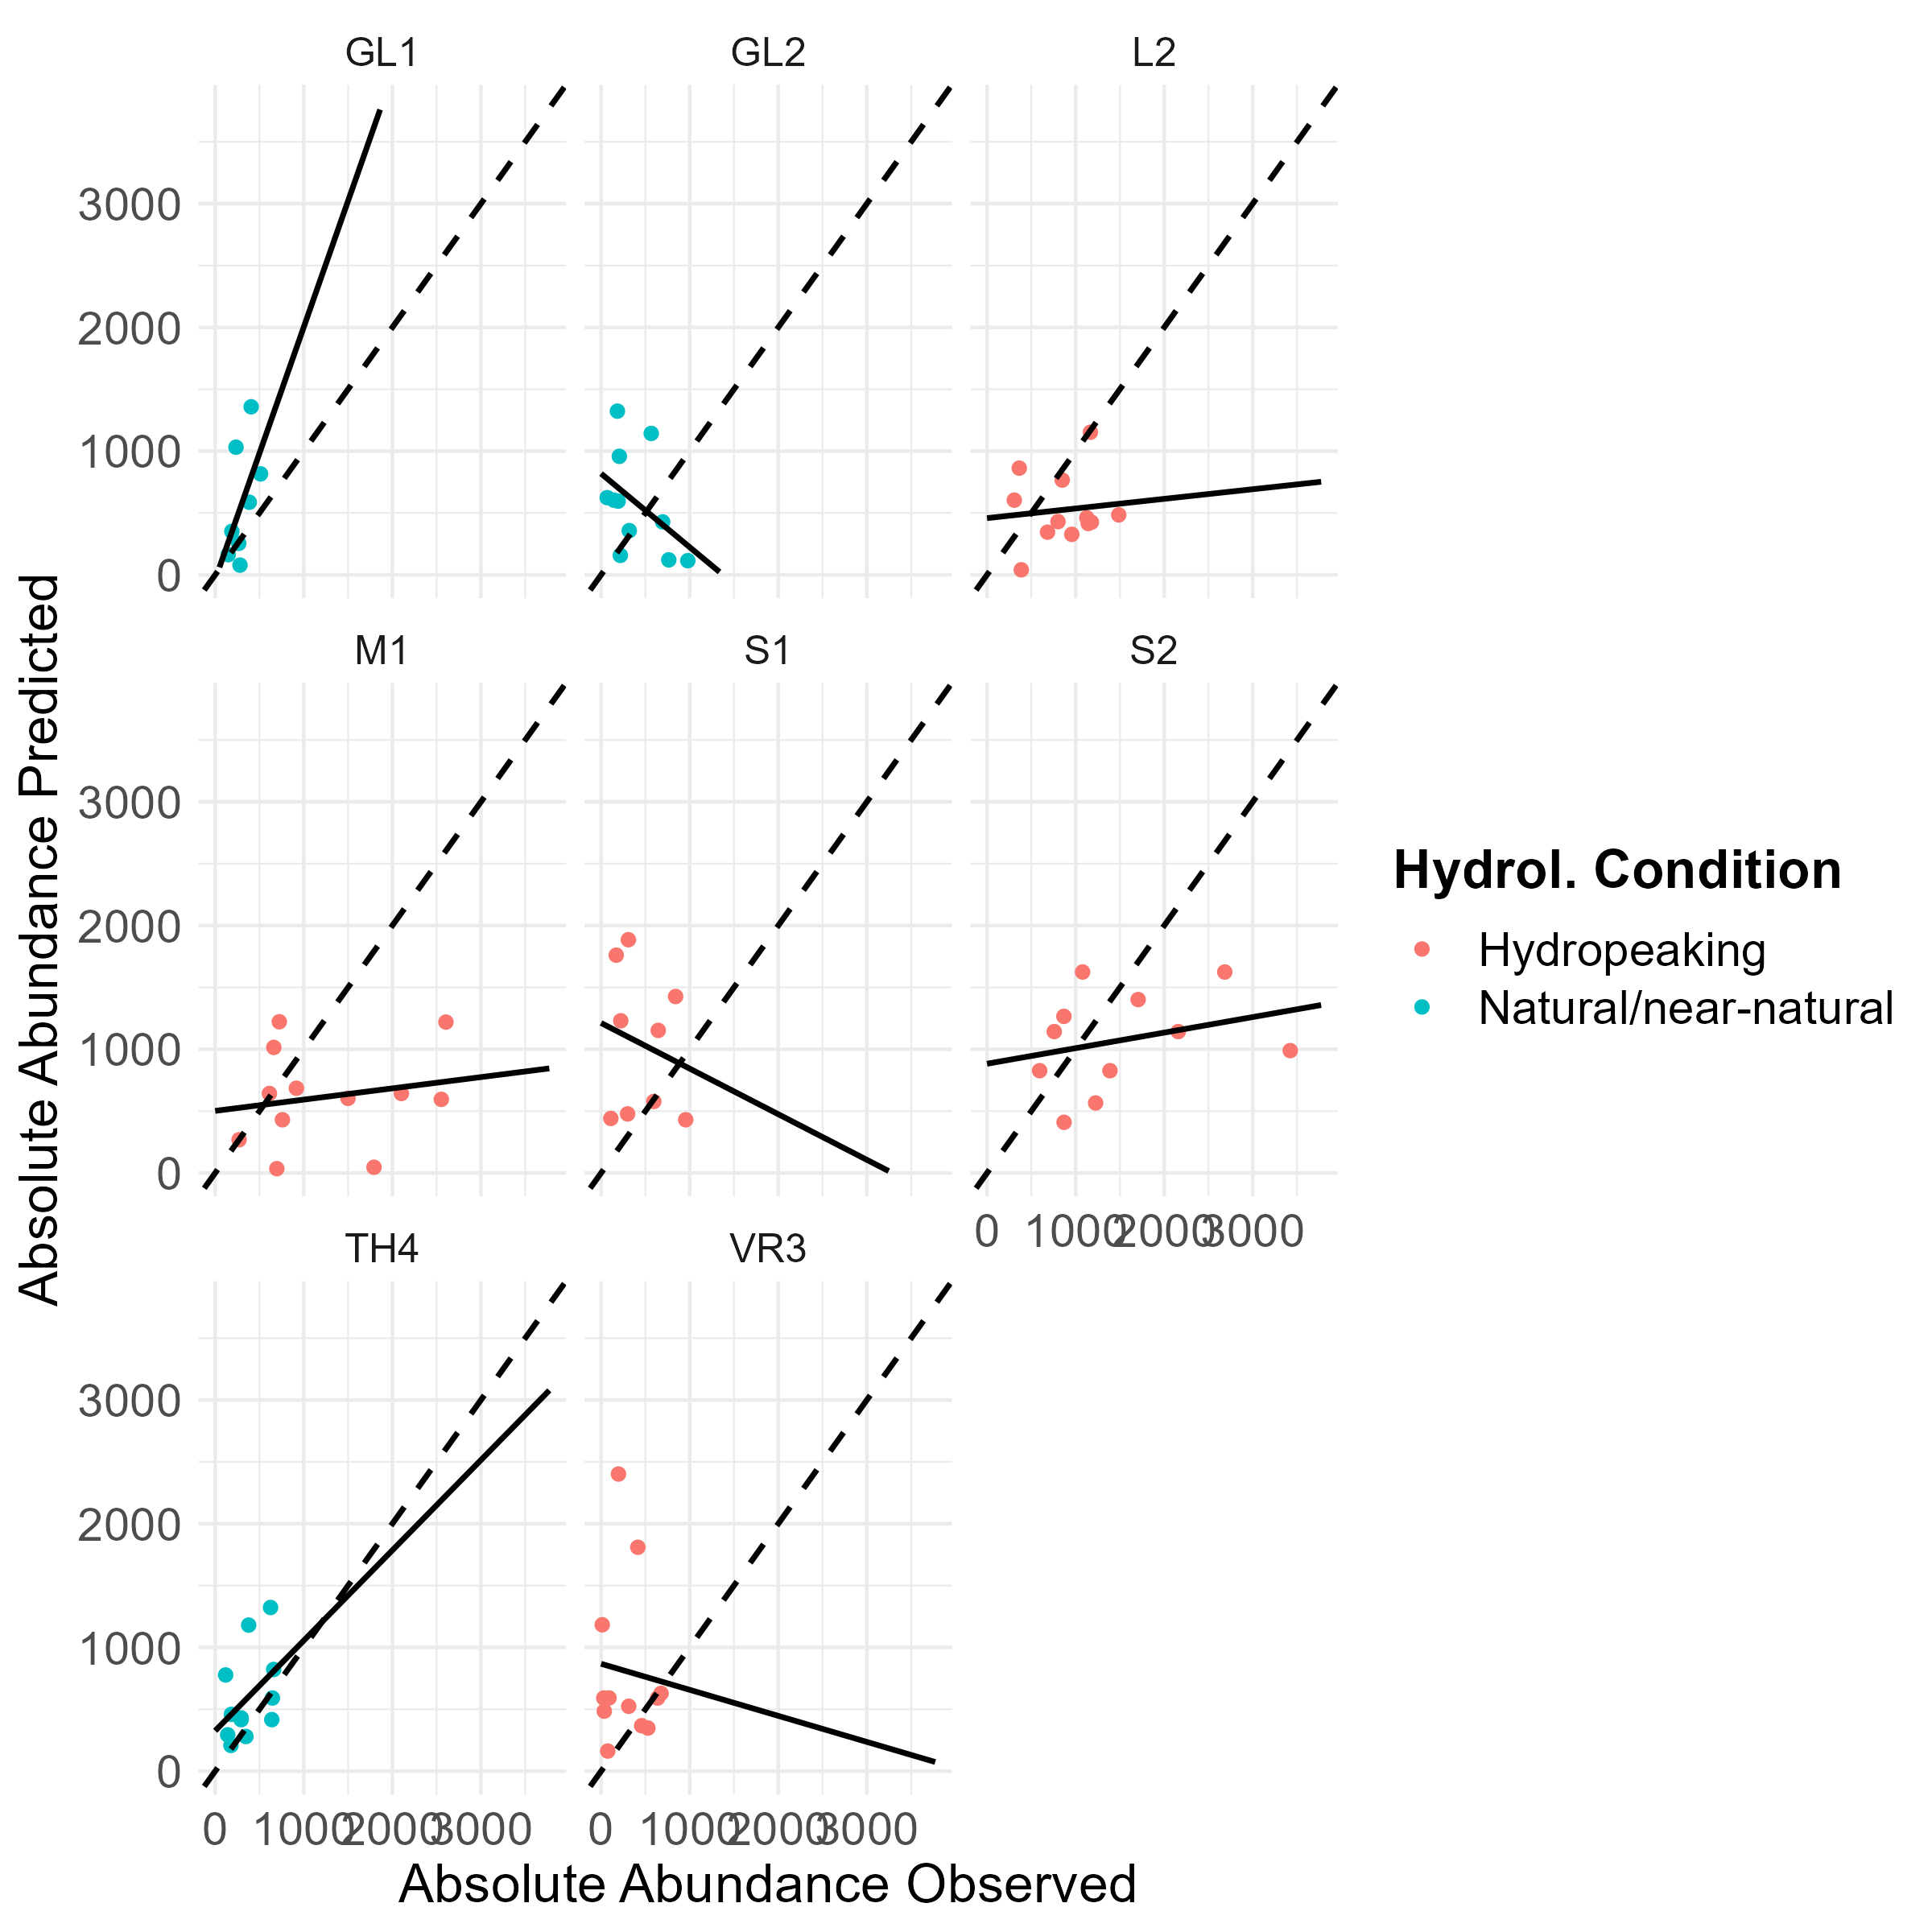 GL1 GL2 L2
3000
2000
1000
0
M1 S1 S2
3000
2000
1000
0
0 1000 2000 3000
TH4 VR3
3000
2000
1000
0
0 1000 2000 3000 0 1000 2000 3000
Absolute Abundance Observed
Absolute Abundance Predicted
Hydrol. Condition
Hydropeaking
Natural/near-natural